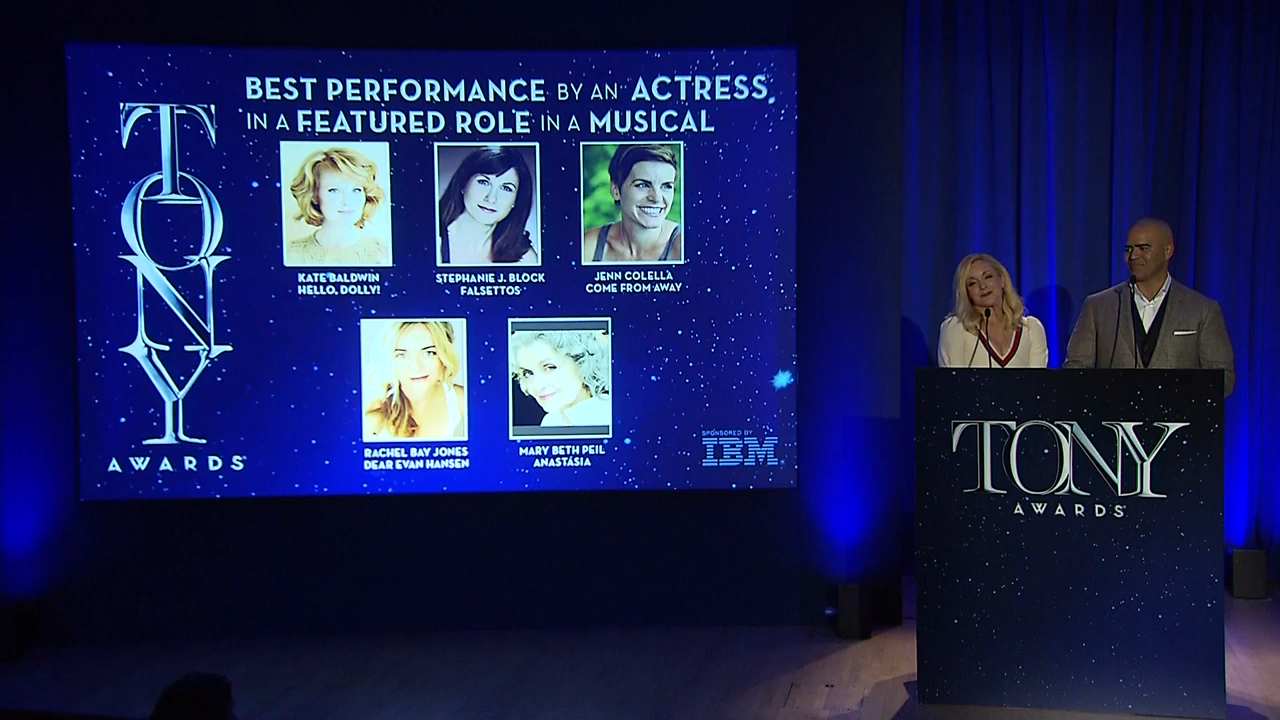 BEST PERFORMANCE BY AN ACTRESS
IN A FEATURED ROLE IN A MUSICAL
TONY
AWARDS
KATE BALDWIN
HELLO, DOLLY!
STEPHANIE J. BLOCK
FALSETTOS
JENN COLELLA
COME FROM AWAY
RACHEL BAY JONES
DEAR EVAN HANSEN
MARY BETH PEIL
ANASTASIA
SPONSORED BY
IBM
TONY
AWARDS